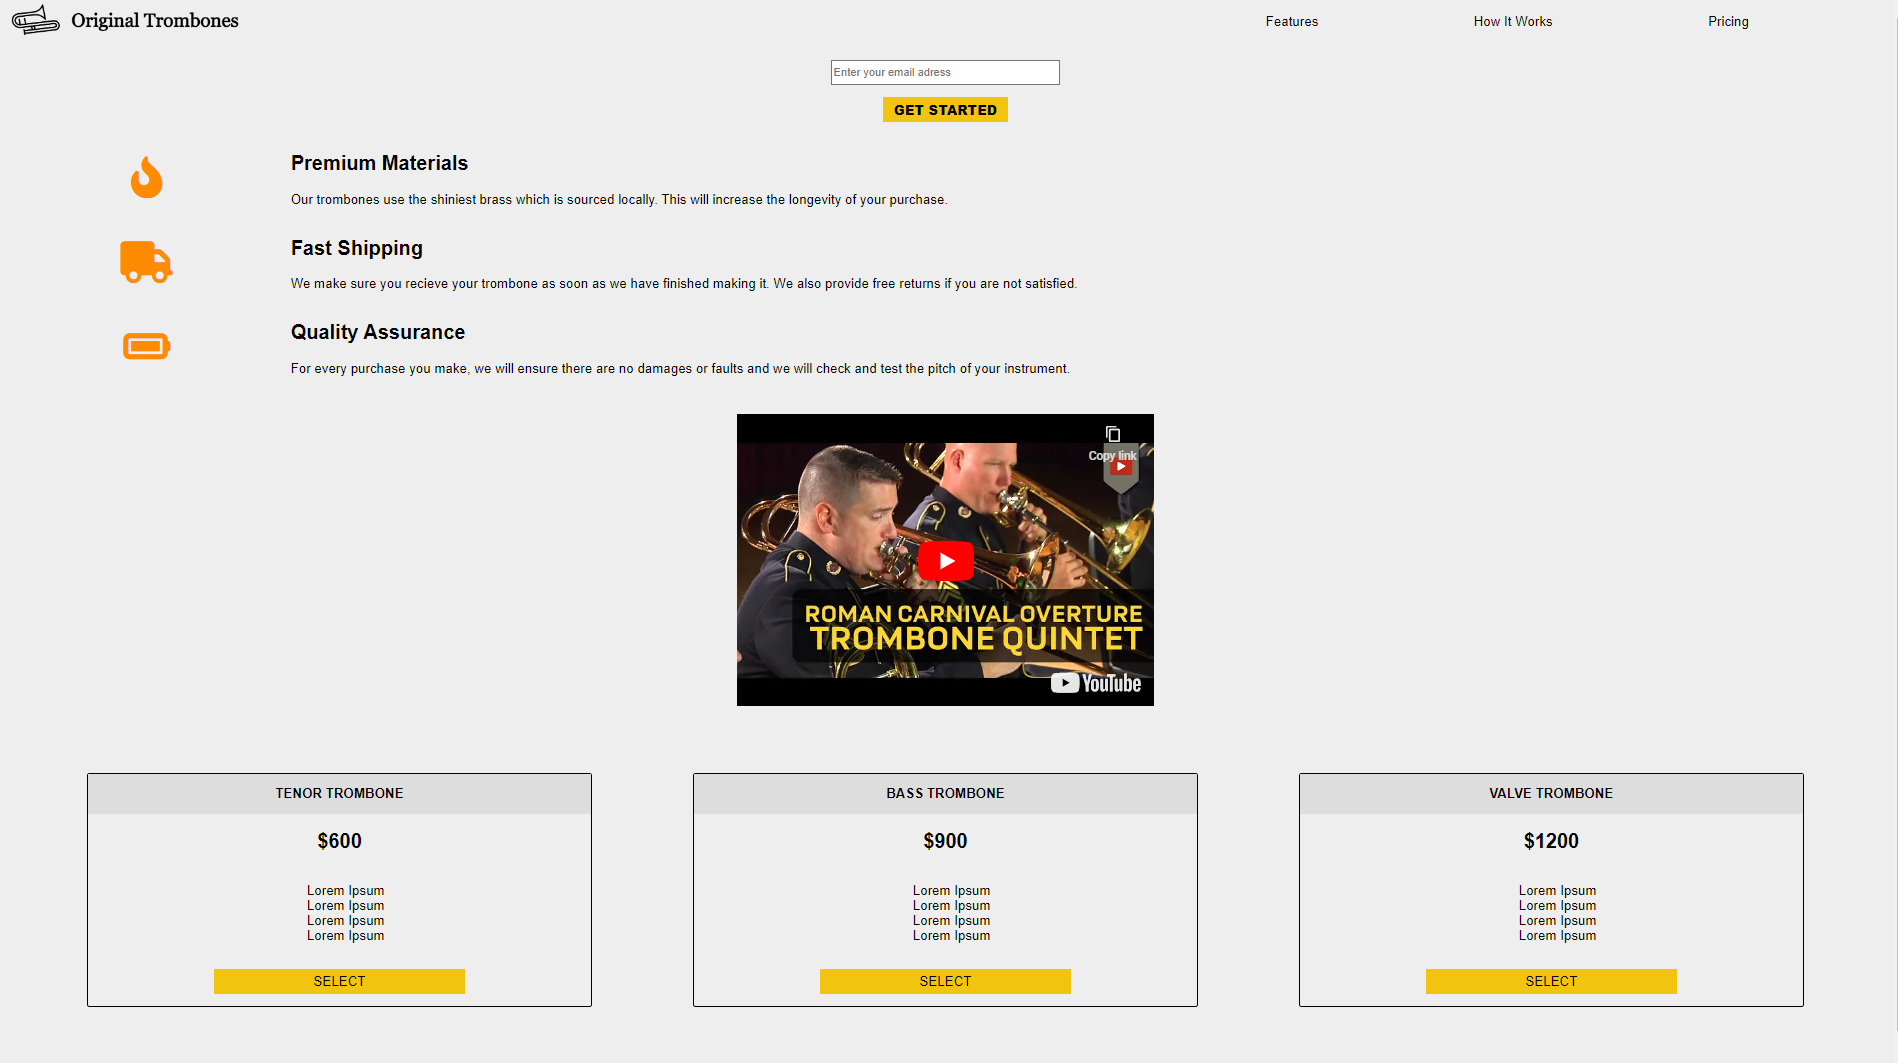 Original Trombones
Features
How It Works
Pricing
Enter your email adress
GET STARTED
Premium Materials
Our trombones use the shiniest brass which is sourced locally. This will increase the longevity of your purchase.
Fast Shipping
We make sure you recieve your trombone as soon as we have finished making it. We also provide free returns if you are not satisfied.
Quality Assurance
For every purchase you make, we will ensure there are no damages or faults and we will check and test the pitch of your instrument.
Copy link
ROMAN CARNIVAL OVERTURE
TROMBONE QUINTET
YouTube
TENOR TROMBONE
$600
Lorem Ipsum
Lorem Ipsum
Lorem Ipsum
Lorem Ipsum
SELECT
BASS TROMBONE
$900
Lorem Ipsum
Lorem Ipsum
Lorem Ipsum
Lorem Ipsum
SELECT
VALVE TROMBONE
$1200
Lorem Ipsum
Lorem Ipsum
Lorem Ipsum
Lorem Ipsum
SELECT